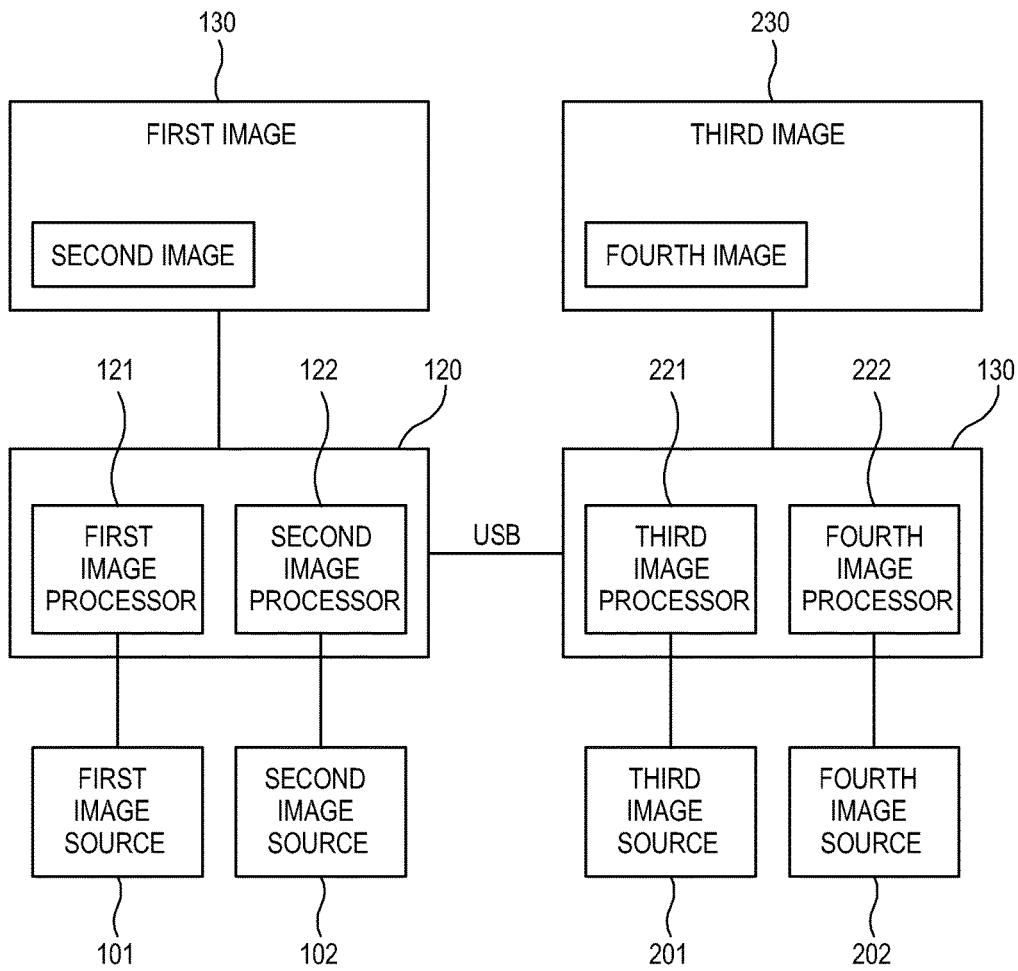 130
230
FIRST IMAGE
THIRD IMAGE
SECOND IMAGE
FOURTH IMAGE
121
122
120
221
222
130
FIRST
IMAGE
PROCESSOR
SECOND
IMAGE
PROCESSOR
USB
THIRD
IMAGE
PROCESSOR
FOURTH
IMAGE
PROCESSOR
FIRST
IMAGE
SOURCE
SECOND
IMAGE
SOURCE
THIRD
IMAGE
SOURCE
FOURTH
IMAGE
SOURCE
101
102
201
202